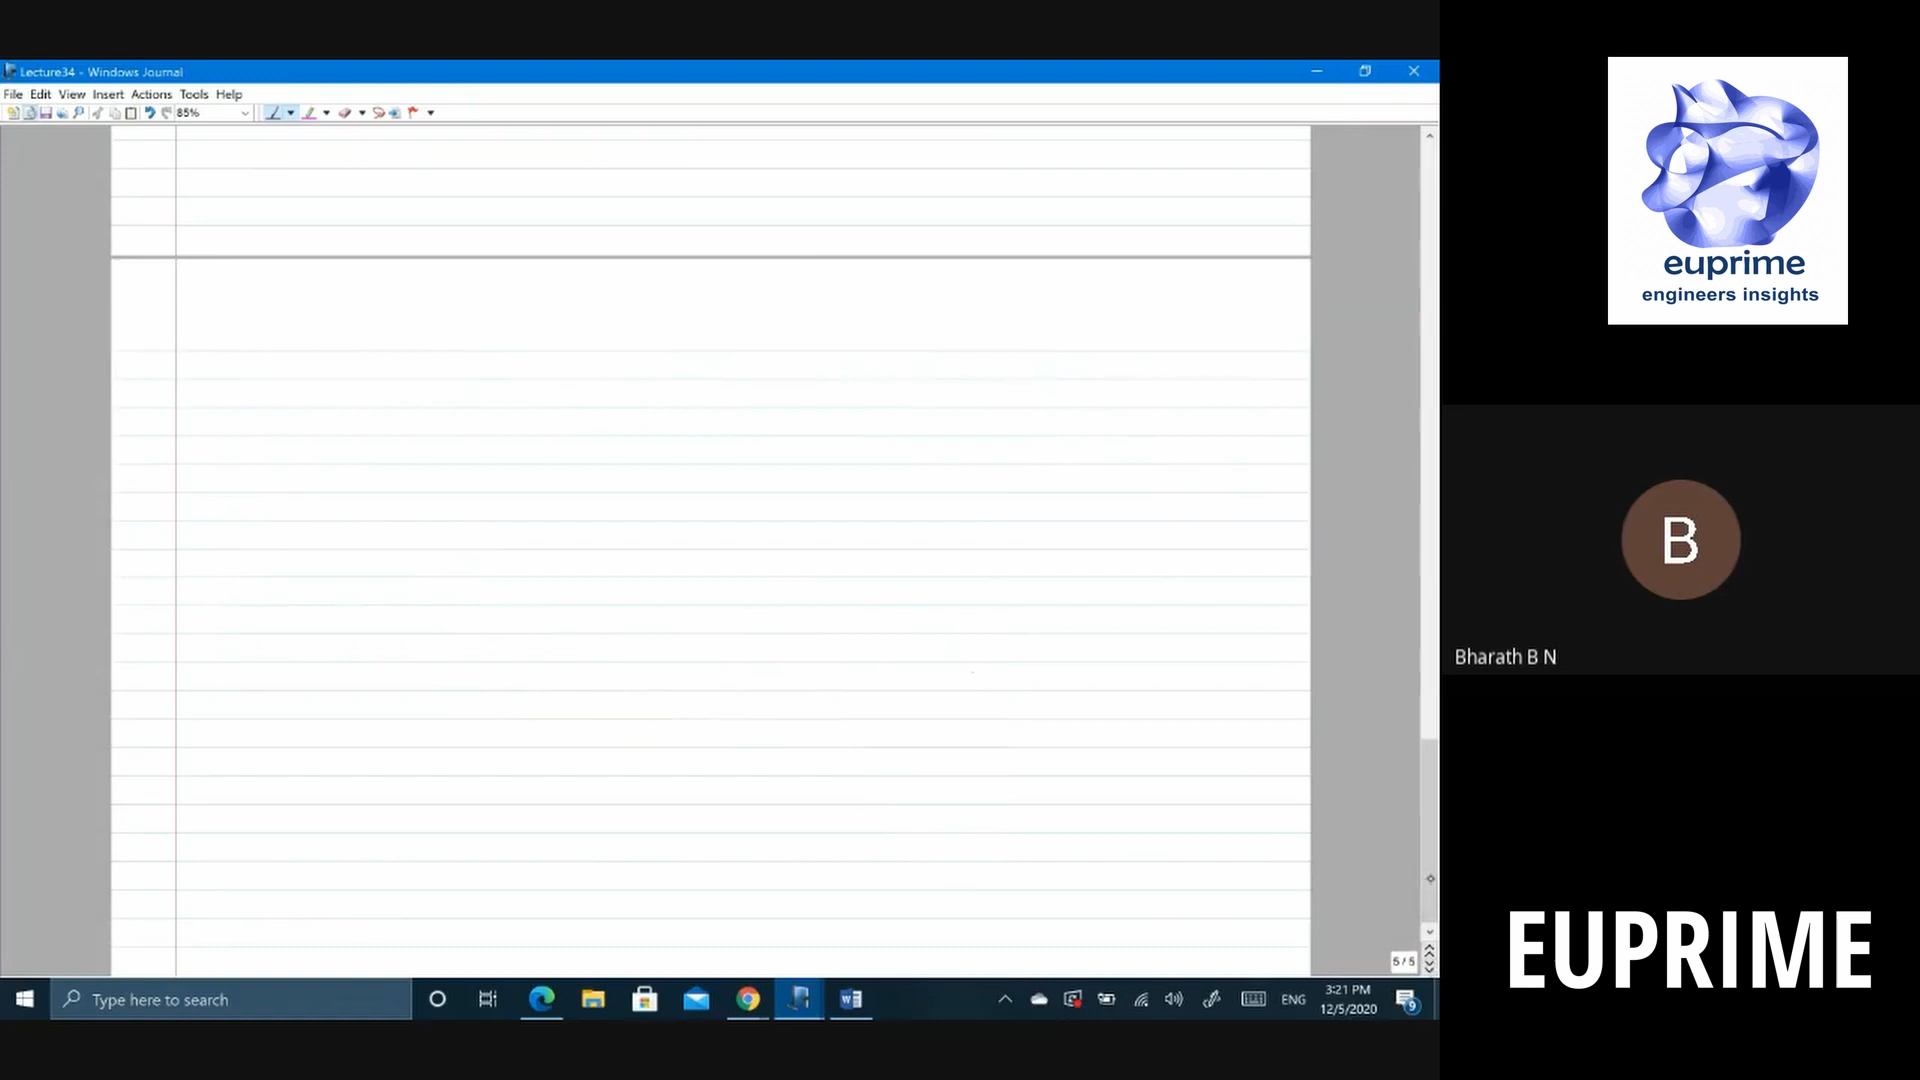 Lecture34 - Windows Journal
File Edit View Insert Actions Tools Help
85%
euprime
engineers insights
B
Bharath B N
EUPRIME
5 / 5
Type here to search
ENG
3:21 PM
12/5/2020
9